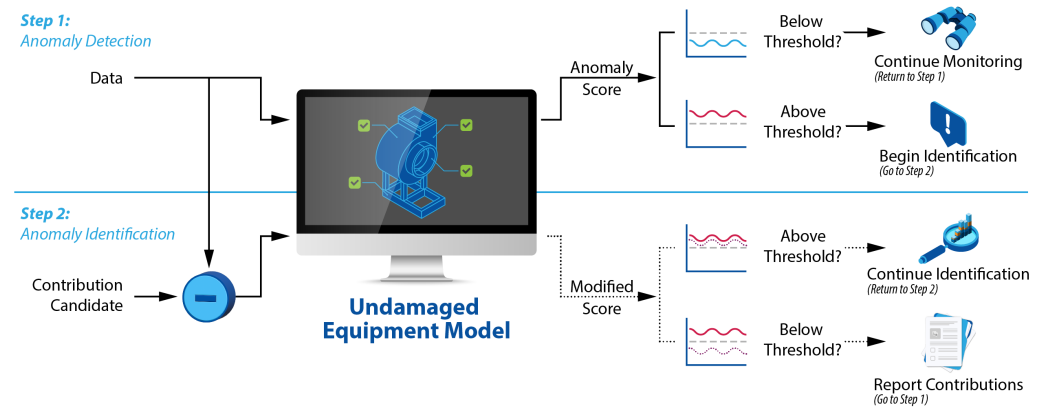 Step 1:
Anomaly Detection
Data
Anomaly
Score
Below
Threshold?
Continue Monitoring
(Return to Step 1)
Above
Threshold?
Begin Identification
(Go to Step 2)
Step 2:
Anomaly Identification
Contribution
Candidate
Undamaged
Equipment Model
Modified
Score
Above
Threshold?
Continue Identification
(Return to Step 2)
Below
Threshold?
Report Contributions
(Go to Step 1)